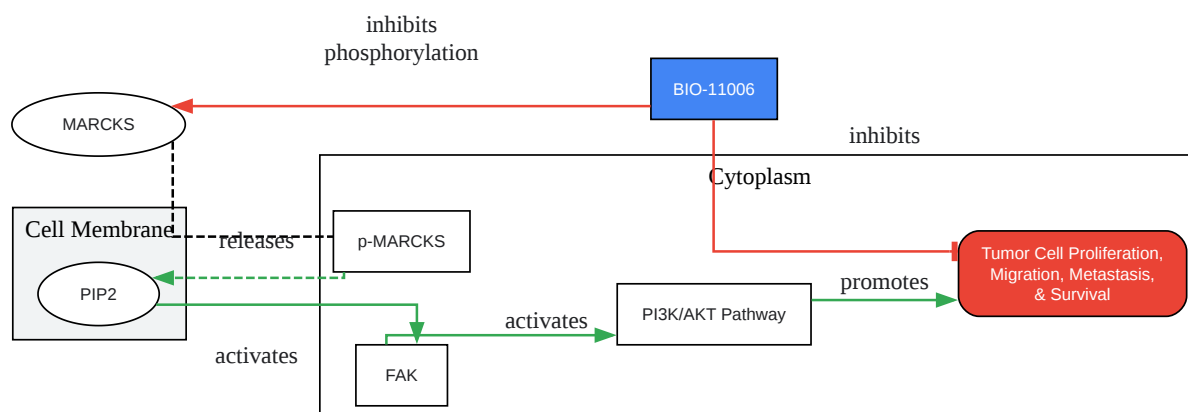 inhibits
phosphorylation
BIO-11006
MARCKS
inhibits
Cytoplasm
Cell Membrane
releases
p-MARCKS
Tumor Cell Proliferation,
Migration, Metastasis,
& Survival
PIP2
promotes
PI3K/AKT Pathway
activates
activates
FAK